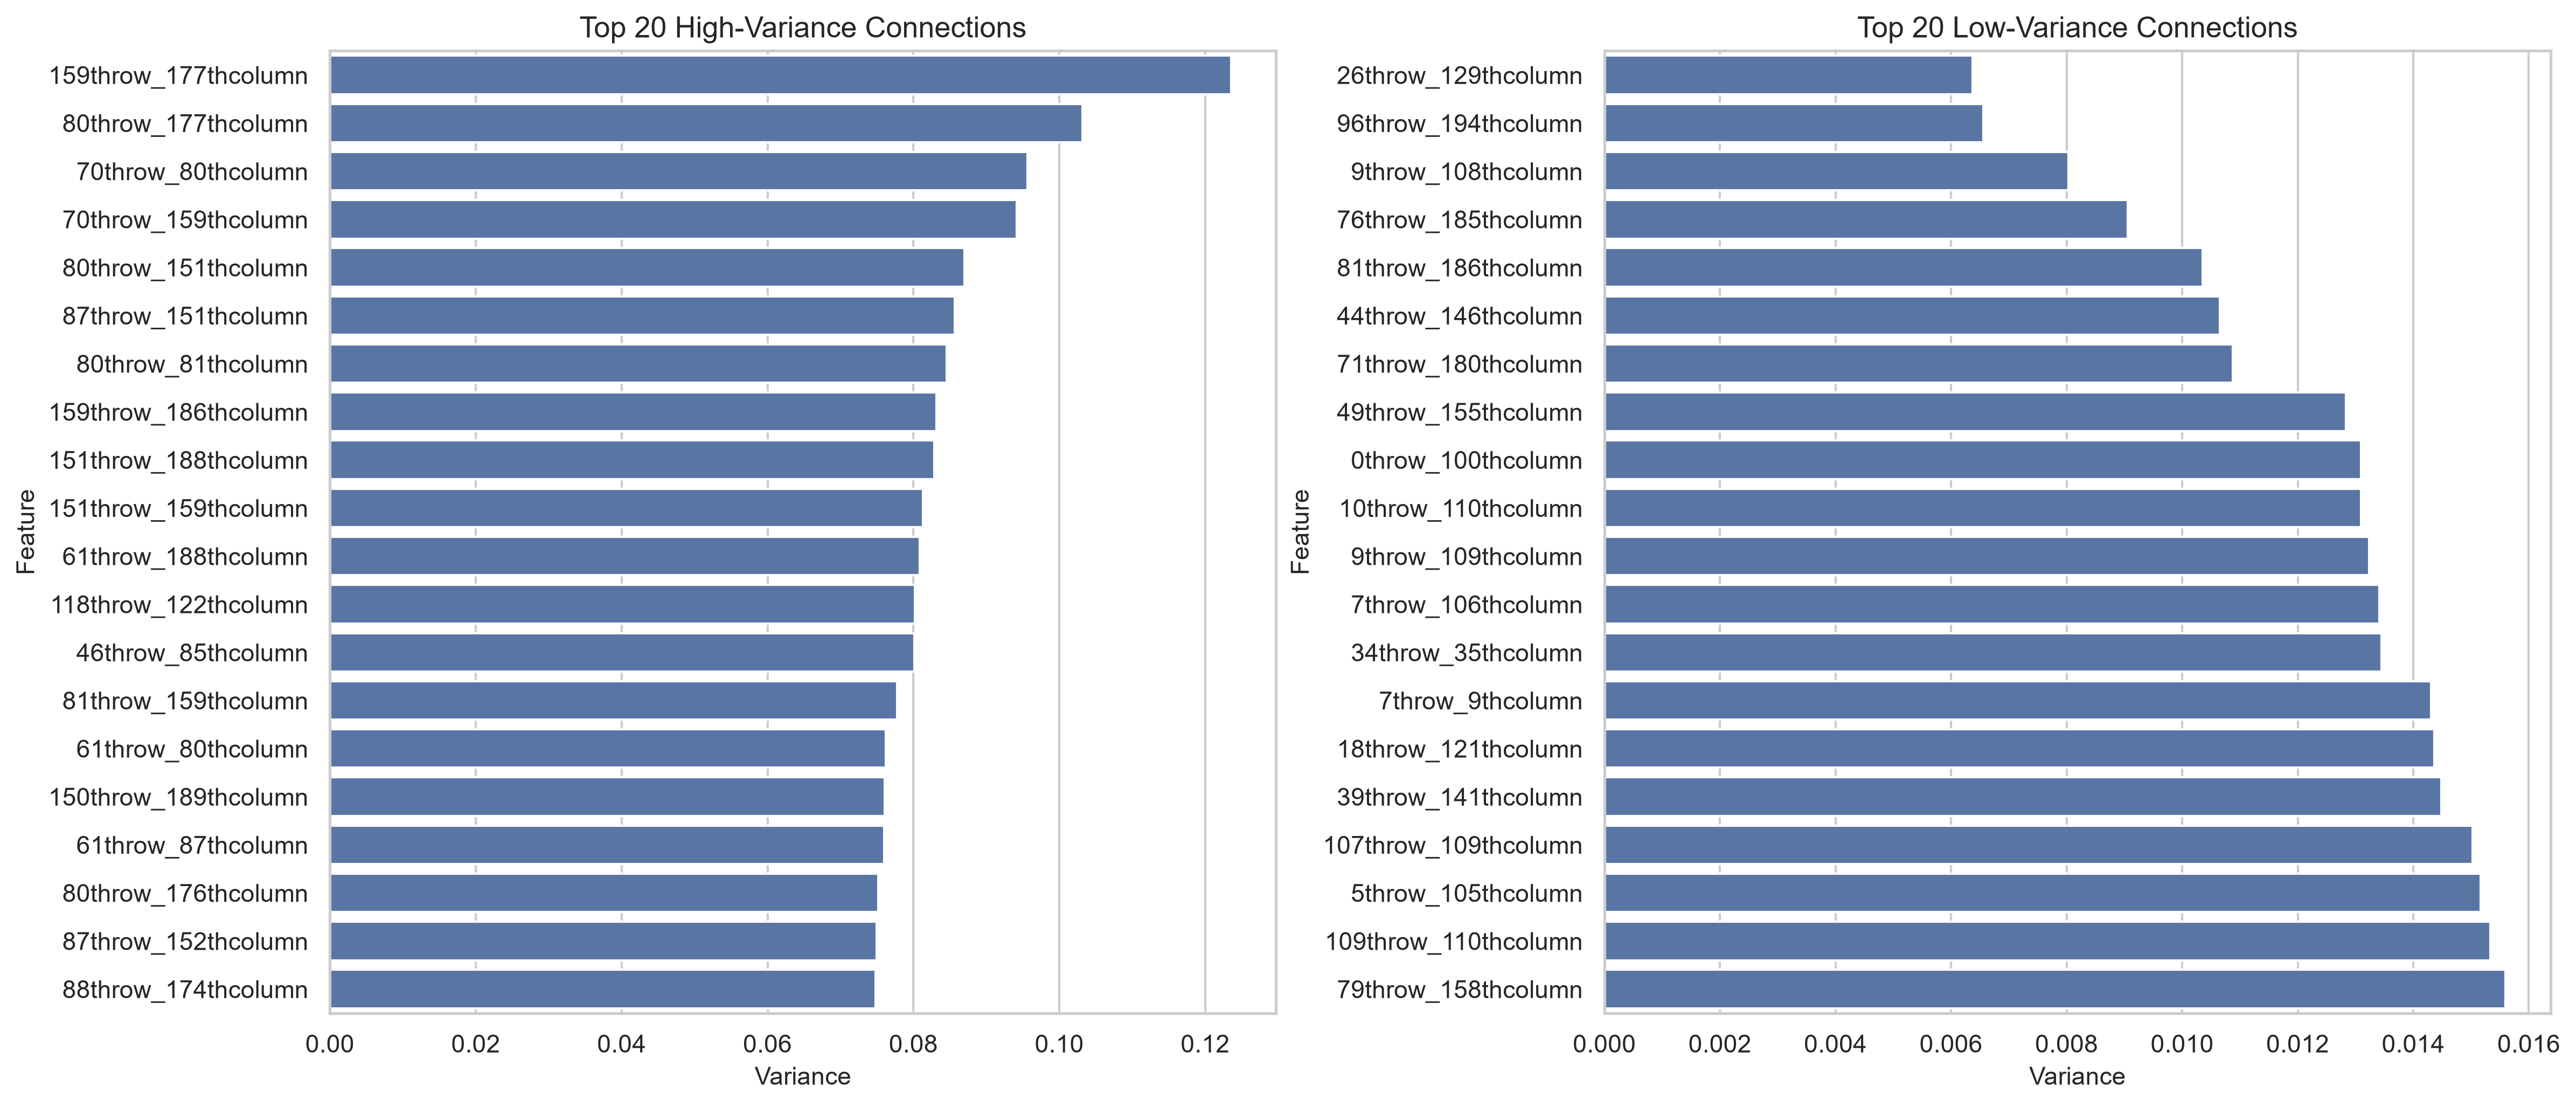 Top 20 High-Variance Connections
Feature
159throw_177thcolumn
80throw_177thcolumn
70throw_80thcolumn
70throw_159thcolumn
80throw_151thcolumn
87throw_151thcolumn
80throw_81thcolumn
159throw_186thcolumn
151throw_188thcolumn
151throw_159thcolumn
61throw_188thcolumn
118throw_122thcolumn
46throw_85thcolumn
81throw_159thcolumn
61throw_80thcolumn
150throw_189thcolumn
61throw_87thcolumn
80throw_176thcolumn
87throw_152thcolumn
88throw_174thcolumn
0.00 0.02 0.04 0.06 0.08 0.10 0.12
Variance
Top 20 Low-Variance Connections
Feature
26throw_129thcolumn
96throw_194thcolumn
9throw_108thcolumn
76throw_185thcolumn
81throw_186thcolumn
44throw_146thcolumn
71throw_180thcolumn
49throw_155thcolumn
0throw_100thcolumn
10throw_110thcolumn
9throw_109thcolumn
7throw_106thcolumn
34throw_35thcolumn
7throw_9thcolumn
18throw_121thcolumn
39throw_141thcolumn
107throw_109thcolumn
5throw_105thcolumn
109throw_110thcolumn
79throw_158thcolumn
0.000 0.002 0.004 0.006 0.008 0.010 0.012 0.014 0.016
Variance